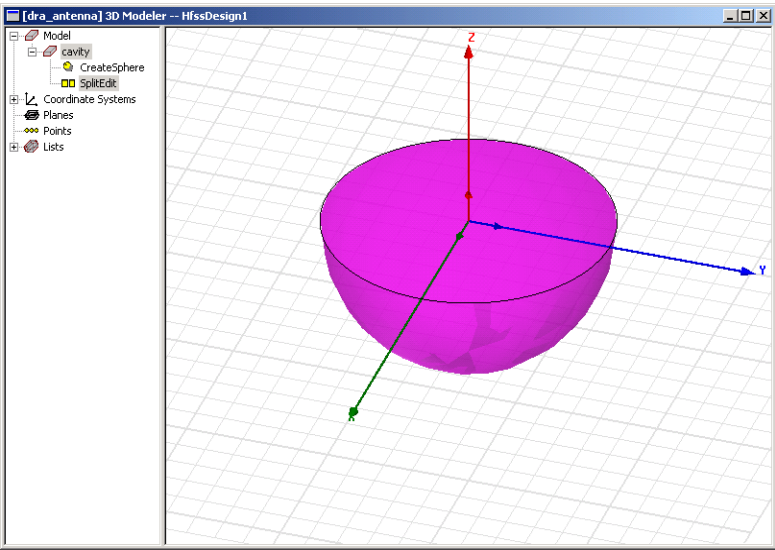 [dra_antenna] 3D Modeler -- HfssDesign1
Model
cavity
CreateSphere
SplitEdit
Coordinate Systems
Planes
Points
Lists
Z
Y
X